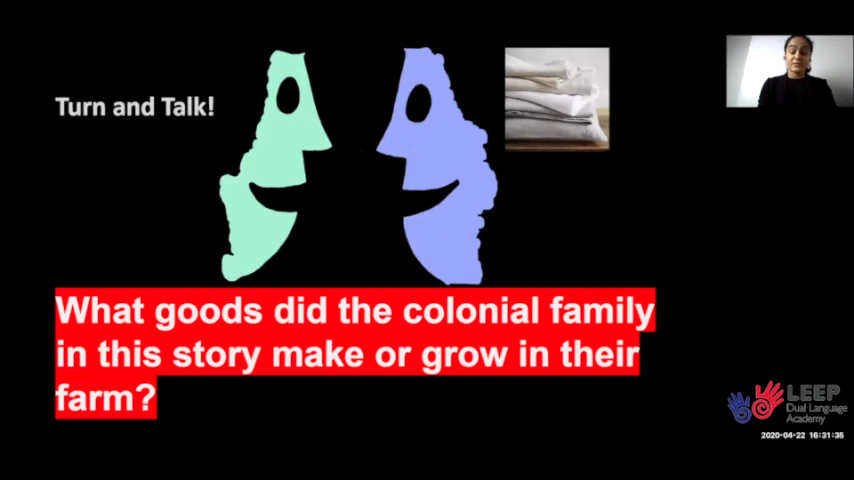 Turn and Talk!
What goods did the colonial family
in this story make or grow in their
farm?
LEEP
Dual Language
Academy
2020-04-22 16:31:35